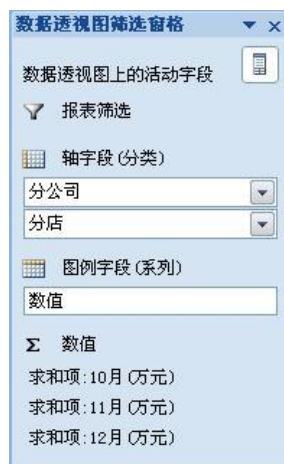 数据透视图筛选窗格
数据透视图上的活动字段
报表筛选
轴字段(分类)
分公司
分店
图例字段(系列)
数值
Σ 数值
求和项:10月(万元)
求和项:11月(万元)
求和项:12月(万元)